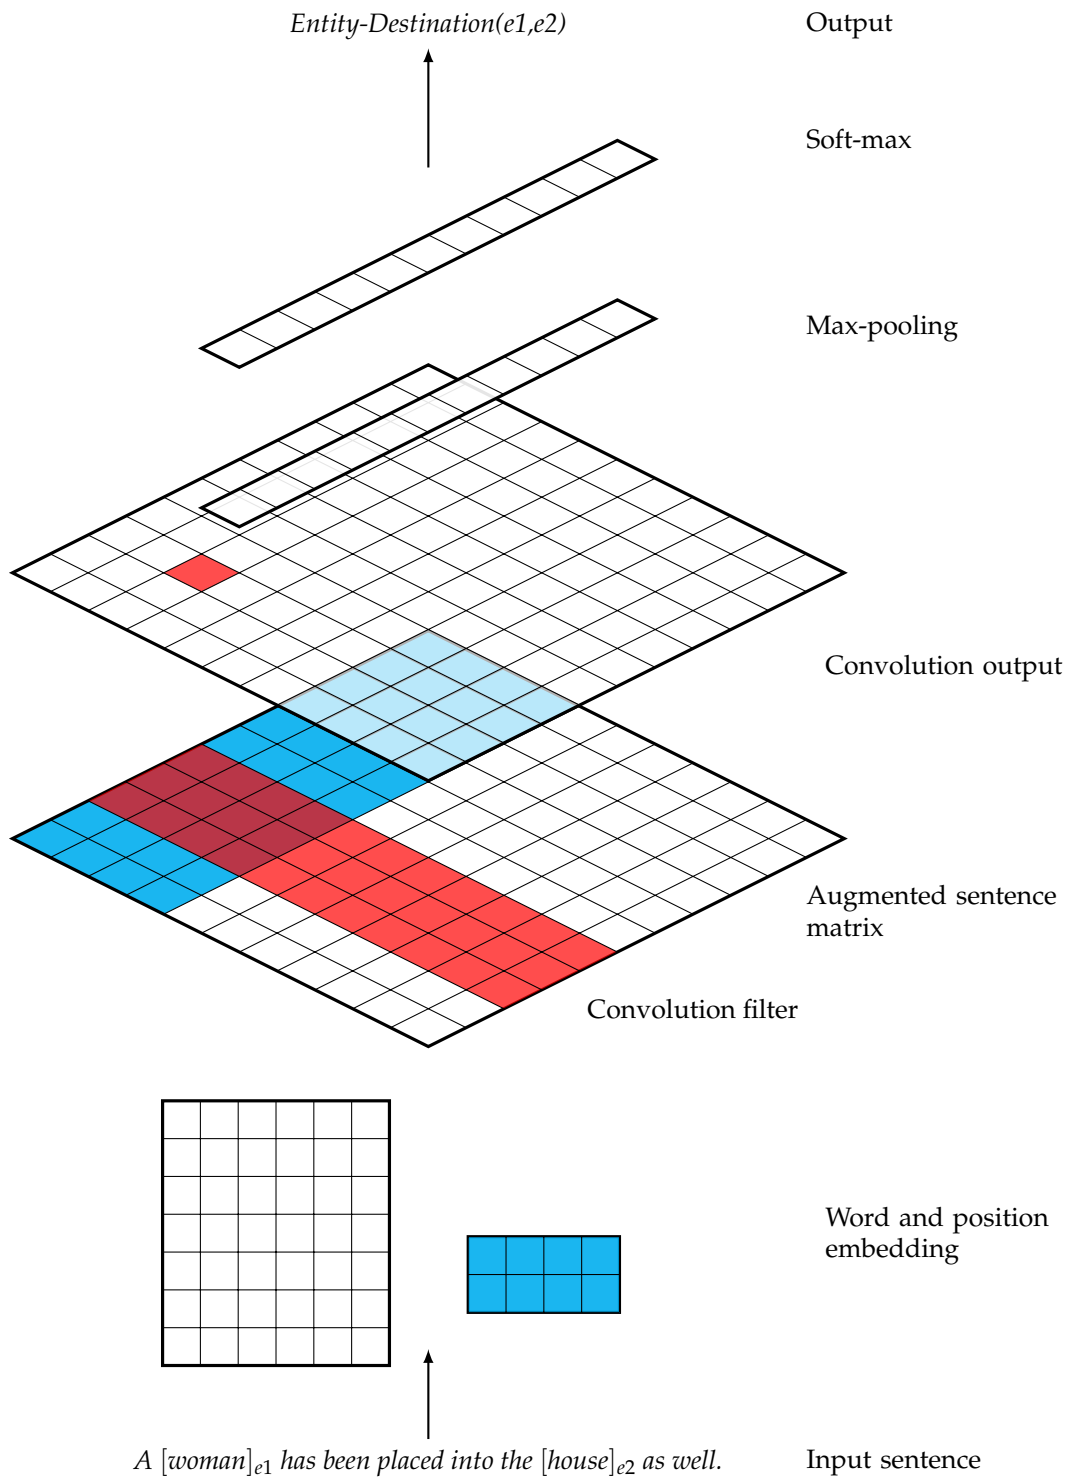 Entity-Destination(e1,e2)
Output
Soft-max
Max-pooling
Convolution output
Augmented sentence
matrix
Convolution filter
Word and position
embedding
A [woman]e1 has been placed into the [house]e2 as well.
Input sentence